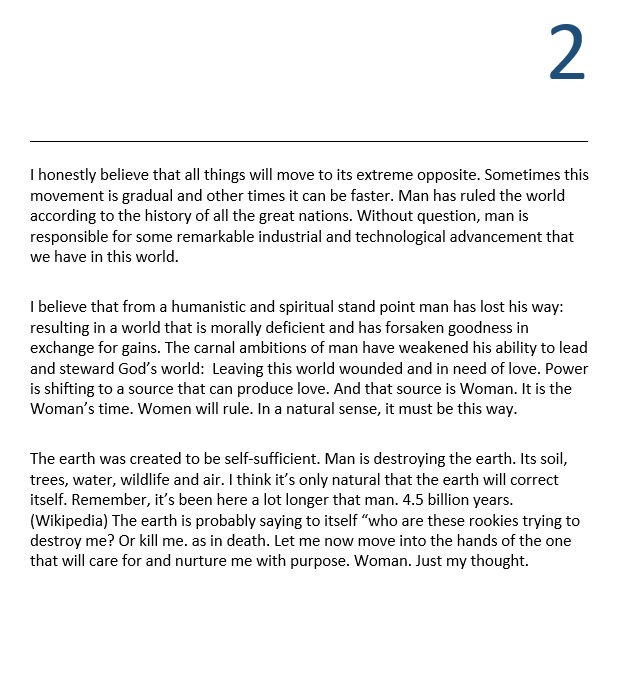 2
I honestly believe that all things will move to its extreme opposite. Sometimes this
movement is gradual and other times it can be faster. Man has ruled the world
according to the history of all the great nations. Without question, man is
responsible for some remarkable industrial and technological advancement that
we have in this world.
I believe that from a humanistic and spiritual stand point man has lost his way:
resulting in a world that is morally deficient and has forsaken goodness in
exchange for gains. The carnal ambitions of man have weakened his ability to lead
and steward God’s world:  Leaving this world wounded and in need of love. Power
is shifting to a source that can produce love. And that source is Woman. It is the
Woman’s time. Women will rule. In a natural sense, it must be this way.
The earth was created to be self-sufficient. Man is destroying the earth. Its soil,
trees, water, wildlife and air. I think it’s only natural that the earth will correct
itself. Remember, it’s been here a lot longer that man. 4.5 billion years.
(Wikipedia) The earth is probably saying to itself “who are these rookies trying to
destroy me? Or kill me. as in death. Let me now move into the hands of the one
that will care for and nurture me with purpose. Woman. Just my thought.